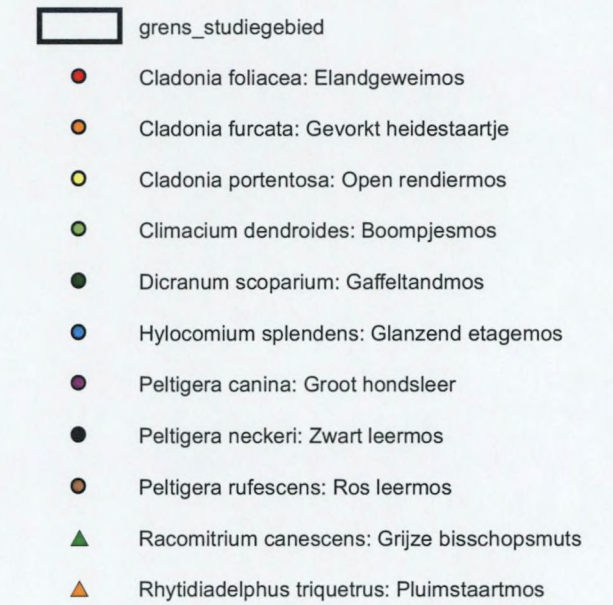 grens_studiegebied
Cladonia foliacea: Elandgeweimos
Cladonia furcata: Gevorkt heidestaartje
Cladonia portentosa: Open rendiermos
Climacium dendroides: Boompjesmos
Dicranum scoparium: Gaffeltandmos
Hylocomium splendens: Glanzend etagemos
Peltigera canina: Groot hondsleer
Peltigera neckeri: Zwart leermos
Peltigera rufescens: Ros leermos
Racomitrium canescens: Grijze bisschopsmuts
Rhytidiadelphus triquetrus: Pluimstaartmos